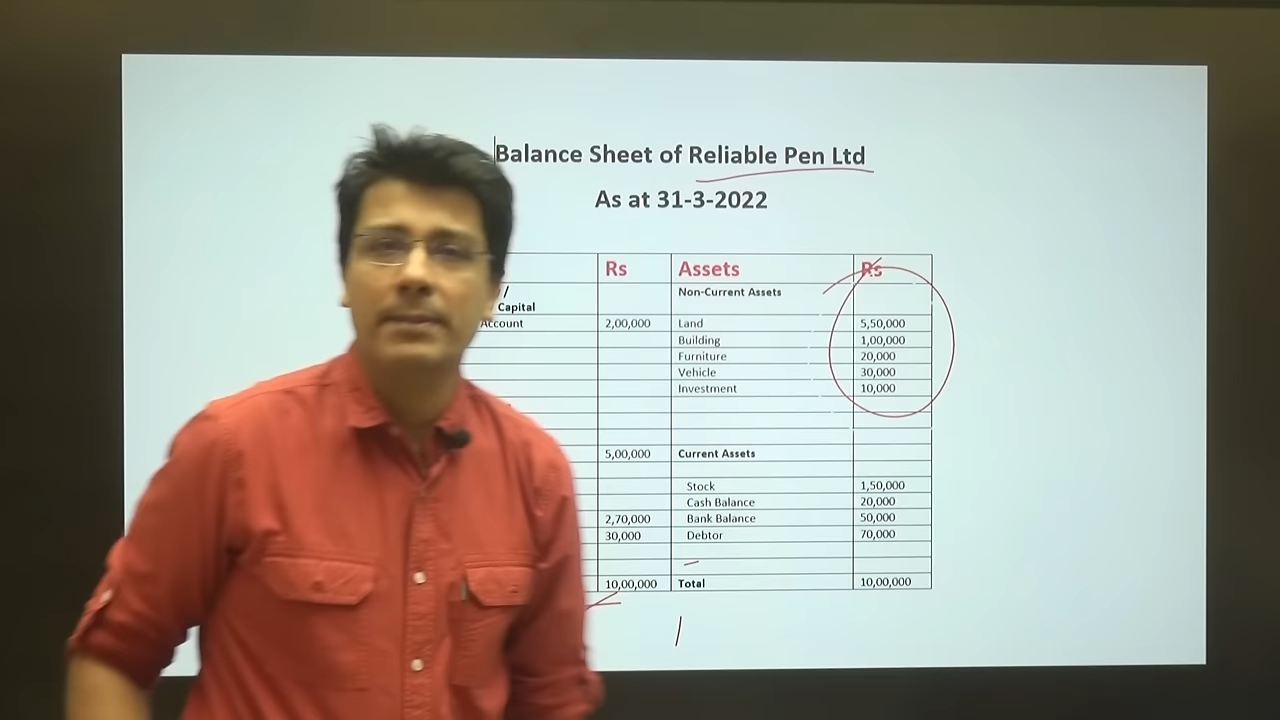 Balance Sheet of Reliable Pen Ltd
As at 31-3-2022
Rs Assets Rs
/ Non-Current Assets
Capital
Account 2,00,000 Land 5,50,000
Building 1,00,000
Furniture 20,000
Vehicle 30,000
Investment 10,000
5,00,000 Current Assets
Stock 1,50,000
Cash Balance 20,000
2,70,000 Bank Balance 50,000
30,000 Debtor 70,000
10,00,000 Total 10,00,000